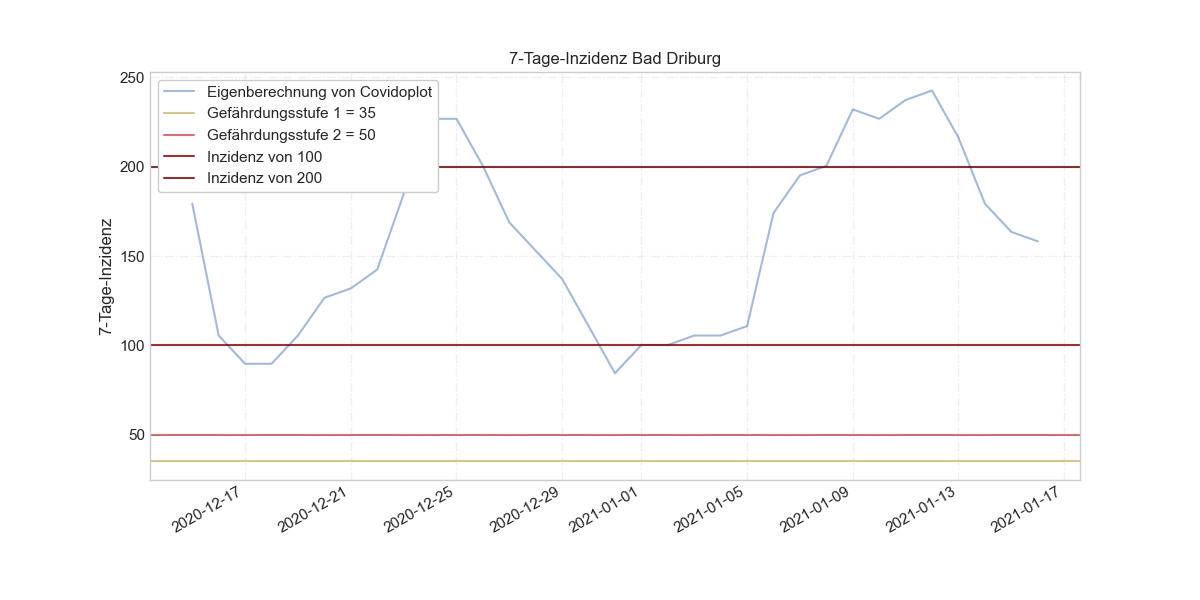 7-Tage-Inzidenz Bad Driburg
250
200
150
100
50
7-Tage-Inzidenz
Eigenberechnung von Covidoplot
Gefährdungsstufe 1 = 35
Gefährdungsstufe 2 = 50
Inzidenz von 100
Inzidenz von 200
2020-12-17
2020-12-21
2020-12-25
2020-12-29
2021-01-01
2021-01-05
2021-01-09
2021-01-13
2021-01-17